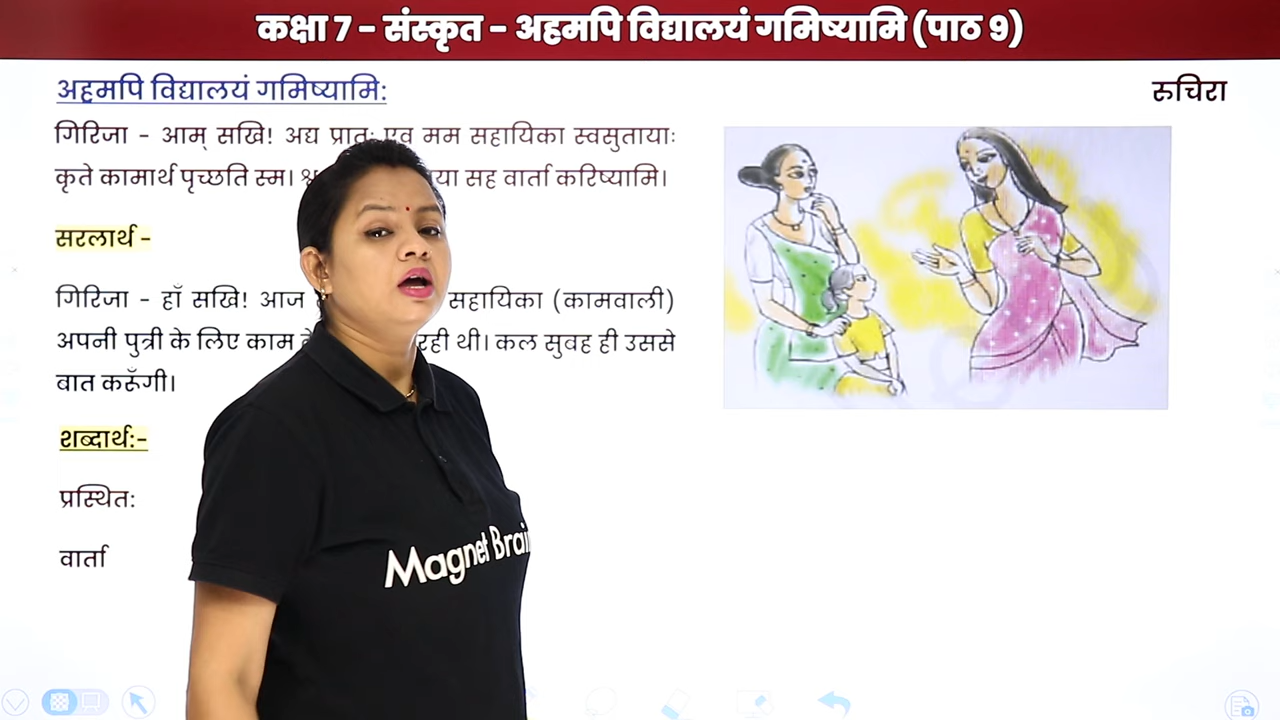 कक्षा 7 - संस्कृत - अहमपि विद्यालयं गमिष्यामि (पाठ 9)
अहमपि विद्यालयं गमिष्यामि:
रुचिरा
गिरिजा - आम् सखि! अद्य प्रातः एव मम सहायिका स्वसुतायाः
कृते कामार्थ पृच्छति स्म। सह वार्ता करिष्यामि।
सरलार्थ -
गिरिजा - हाँ सखि! आज सहायिका (कामवाली)
अपनी पुत्री के लिए काम रही थी। कल सुवह ही उससे
बात करूँगी।
शब्दार्थ:-
प्रस्थित:
वार्ता
Magnet Brai